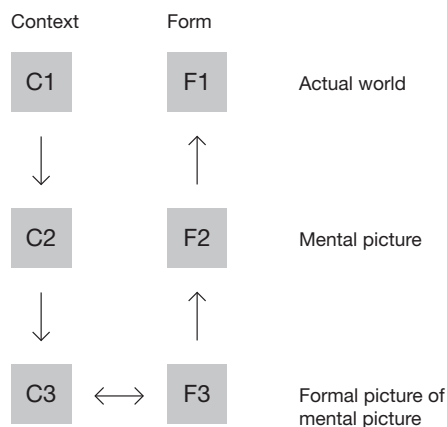 Context Form
C1 F1 Actual world
C2 F2 Mental picture
C3 F3 Formal picture of
mental picture